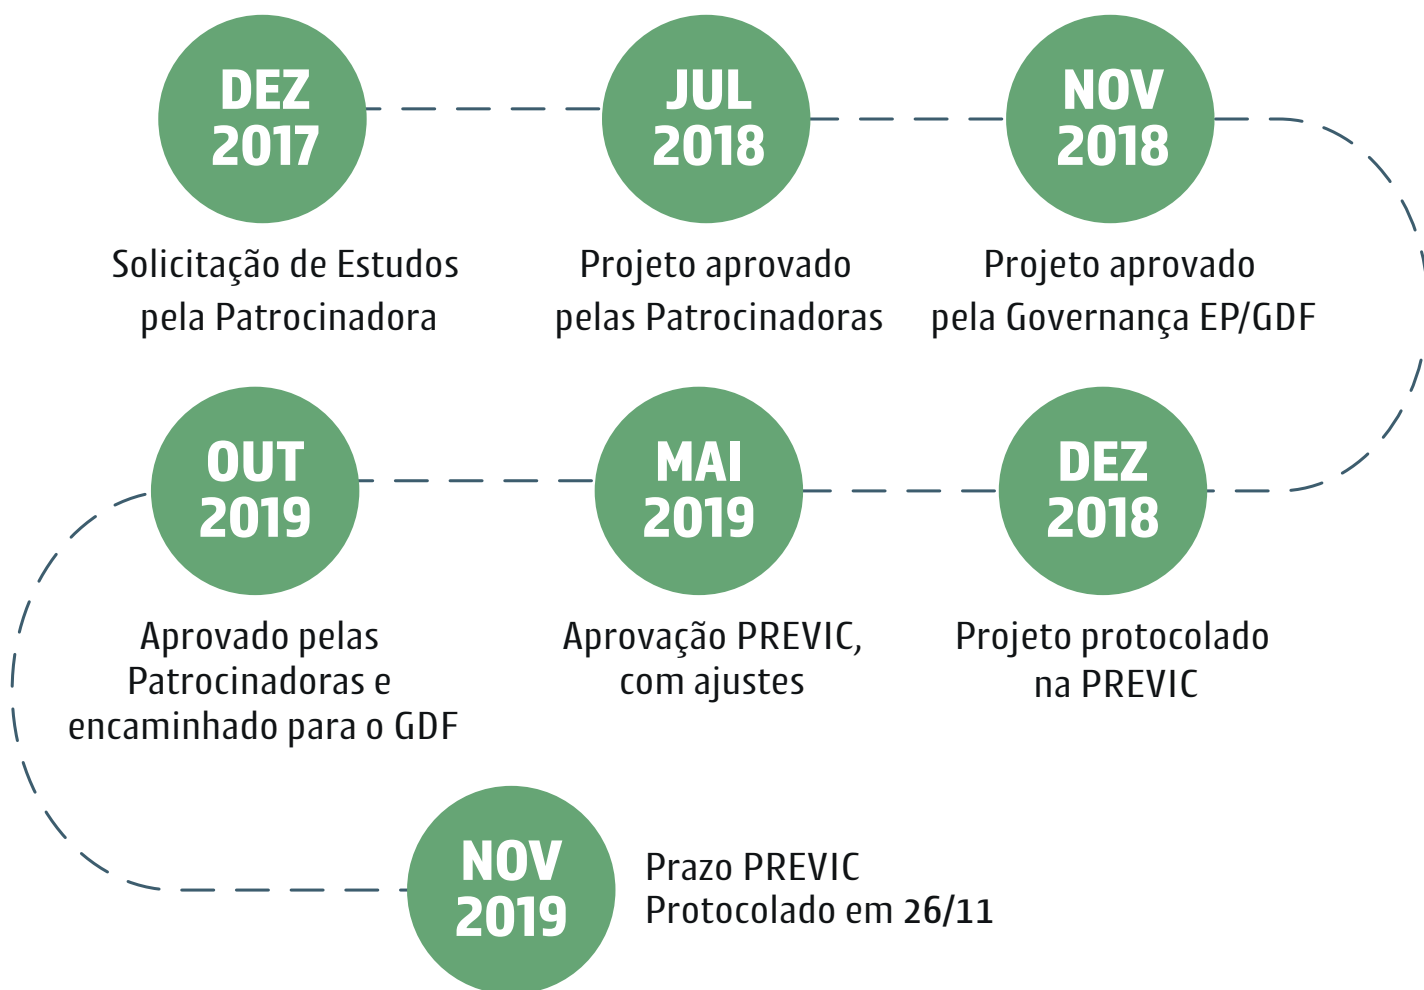 DEZ
2017
Solicitação de Estudos
pela Patrocinadora
JUL
2018
Projeto aprovado
pelas Patrocinadoras
NOV
2018
Projeto aprovado
pela Governança EP/GDF
DEZ
2018
Projeto protocolado
na PREVIC
MAI
2019
Aprovação PREVIC,
com ajustes
OUT
2019
Aprovado pelas
Patrocinadoras e
encaminhado para o GDF
NOV
2019
Prazo PREVIC
Protocolado em 26/11